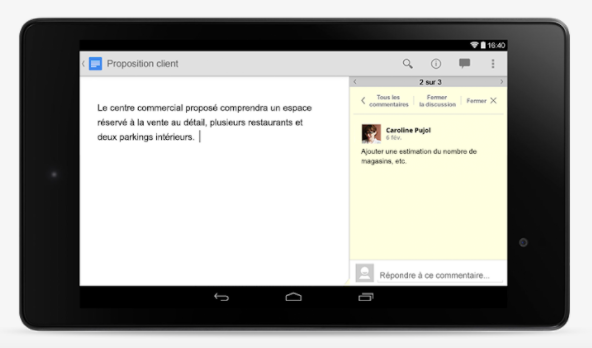 16:40
Proposition client
2 sur 3
Tous les commentaires
Fermer la discussion
Fermer
Le centre commercial proposé comprendra un espace
réservé à la vente au détail, plusieurs restaurants et
deux parkings intérieurs.
Caroline Pujol
6 fév.
Ajouter une estimation du nombre de
magasins, etc.
Répondre à ce commentaire...